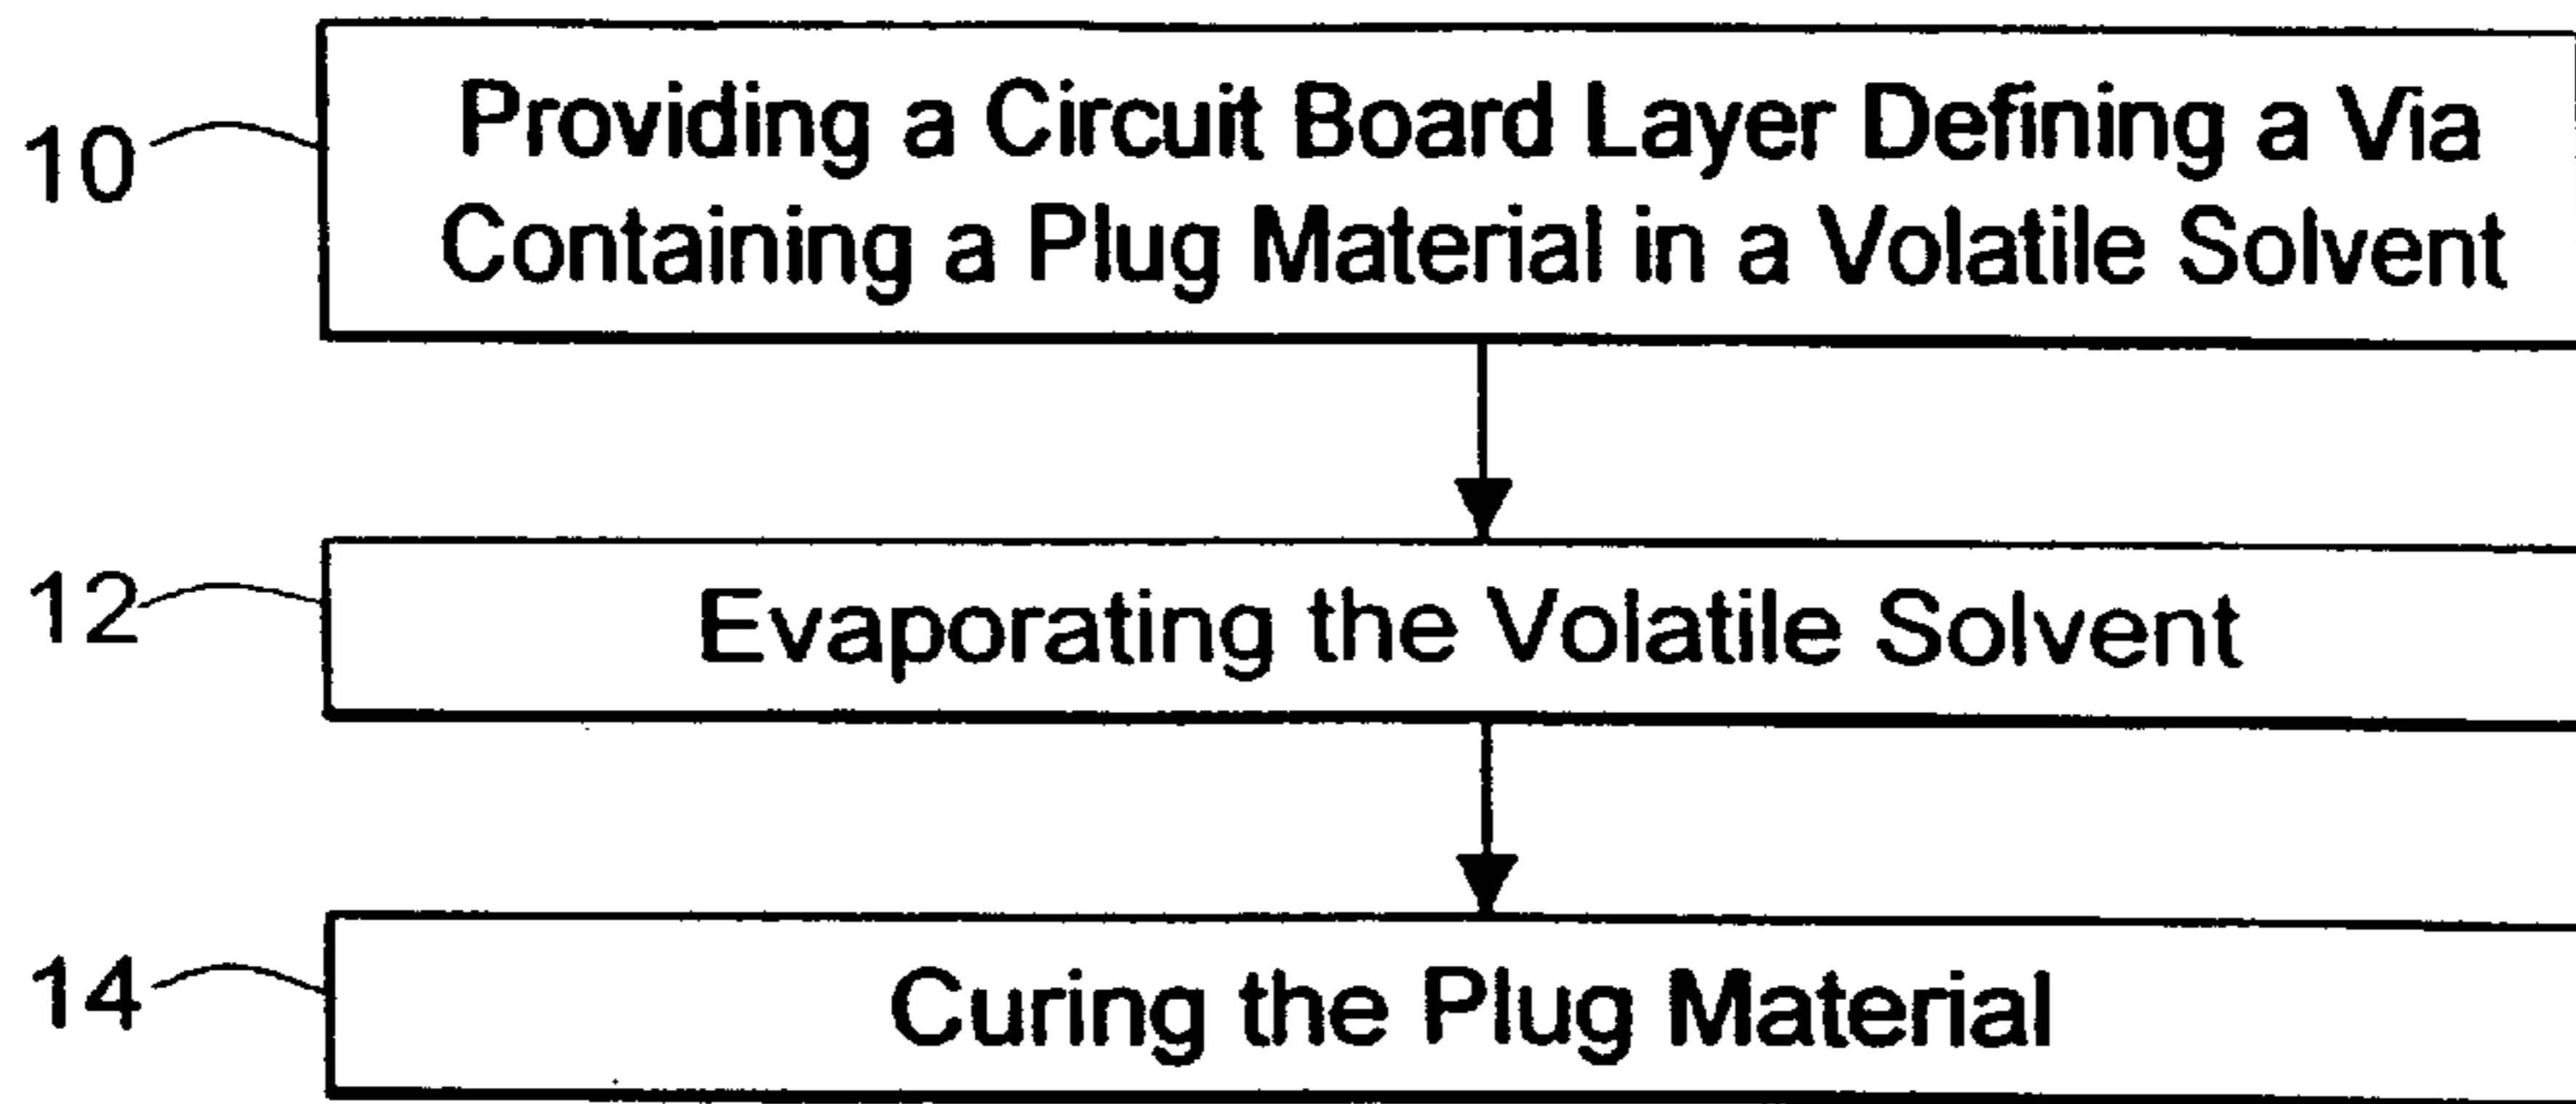 10
Providing a Circuit Board Layer Defining a Via
Containing a Plug Material in a Volatile Solvent
12
Evaporating the Volatile Solvent
14
Curing the Plug Material